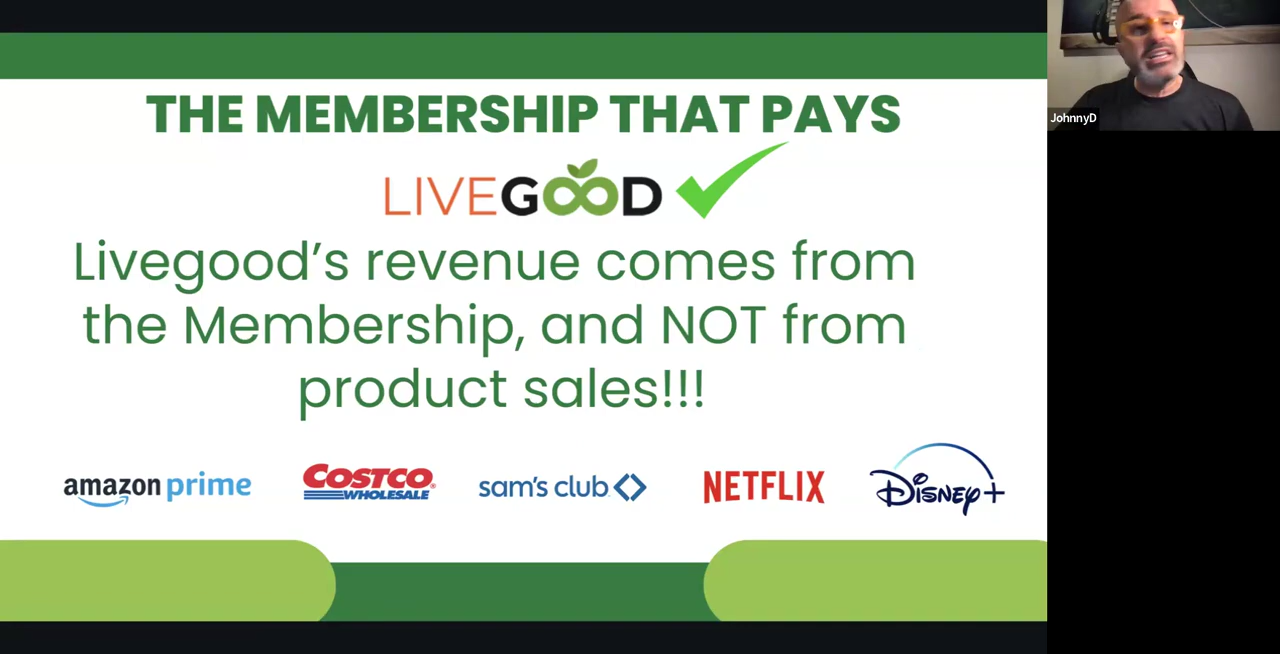 THE MEMBERSHIP THAT PAYS
LIVEGOOD
Livegood’s revenue comes from
the Membership, and NOT from
product sales!!!
amazon prime
COSTCO
WHOLESALE
sam's club
NETFLIX
Disney+
JohnnyD